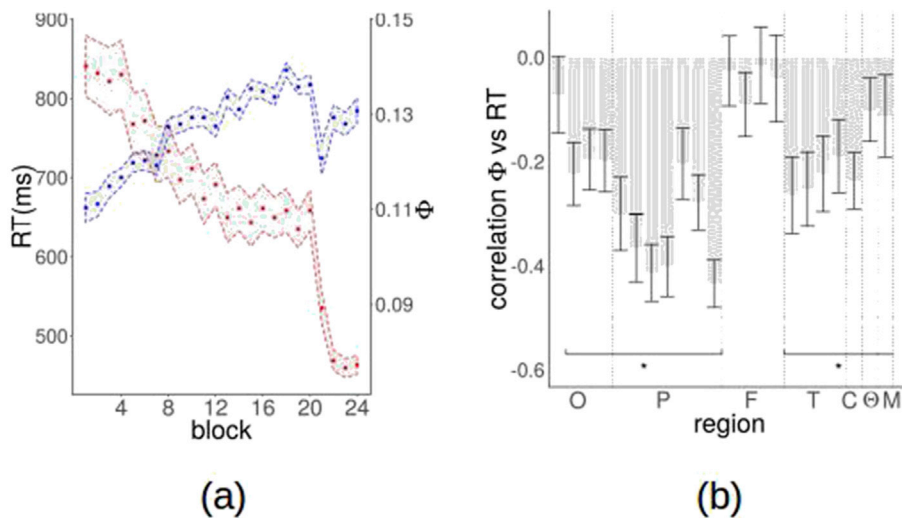 900
800
700
600
500
RT(ms)
0.15
0.13
0.11
0.09
Φ
4 8 12 16 20 24
block
(a)
0.0
-0.2
-0.4
-0.6
correlation Φ vs RT
* *
O P F T C Θ M
region
(b)